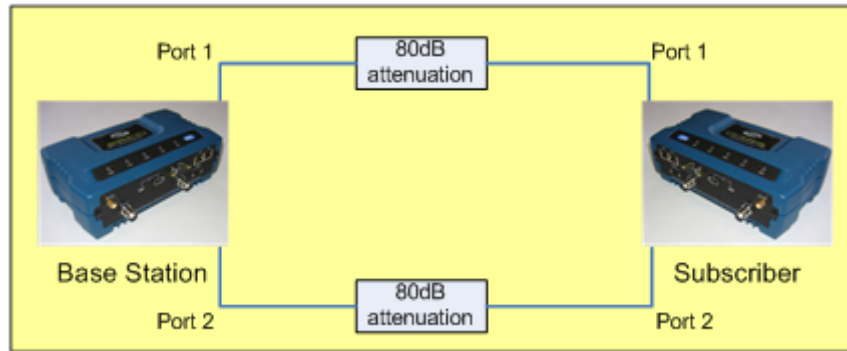 Port 1
80dB
attenuation
Port 1
Base Station
Subscriber
Port 2
80dB
attenuation
Port 2